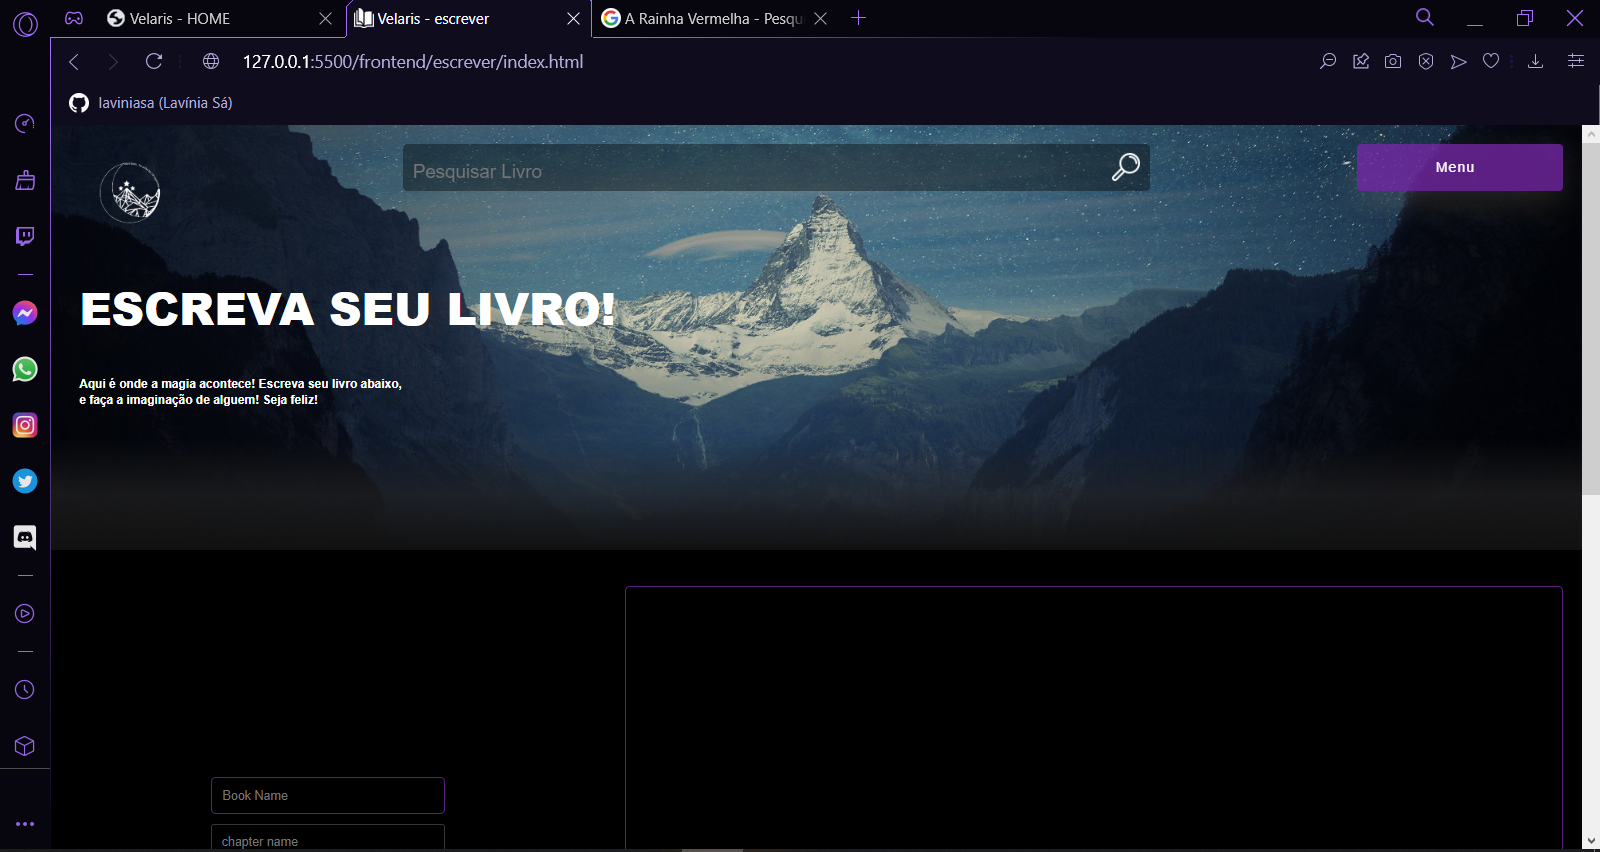 Velaris - HOME
Velaris - escrever
A Rainha Vermelha - Pesqu
127.0.0.1:5500/frontend/escrever/index.html
laviniasa (Lavínia Sá)
Pesquisar Livro
Menu
ESCREVA SEU LIVRO!
Aqui é onde a magia acontece! Escreva seu livro abaixo,
e faça a imaginação de alguem! Seja feliz!
Book Name
chapter name